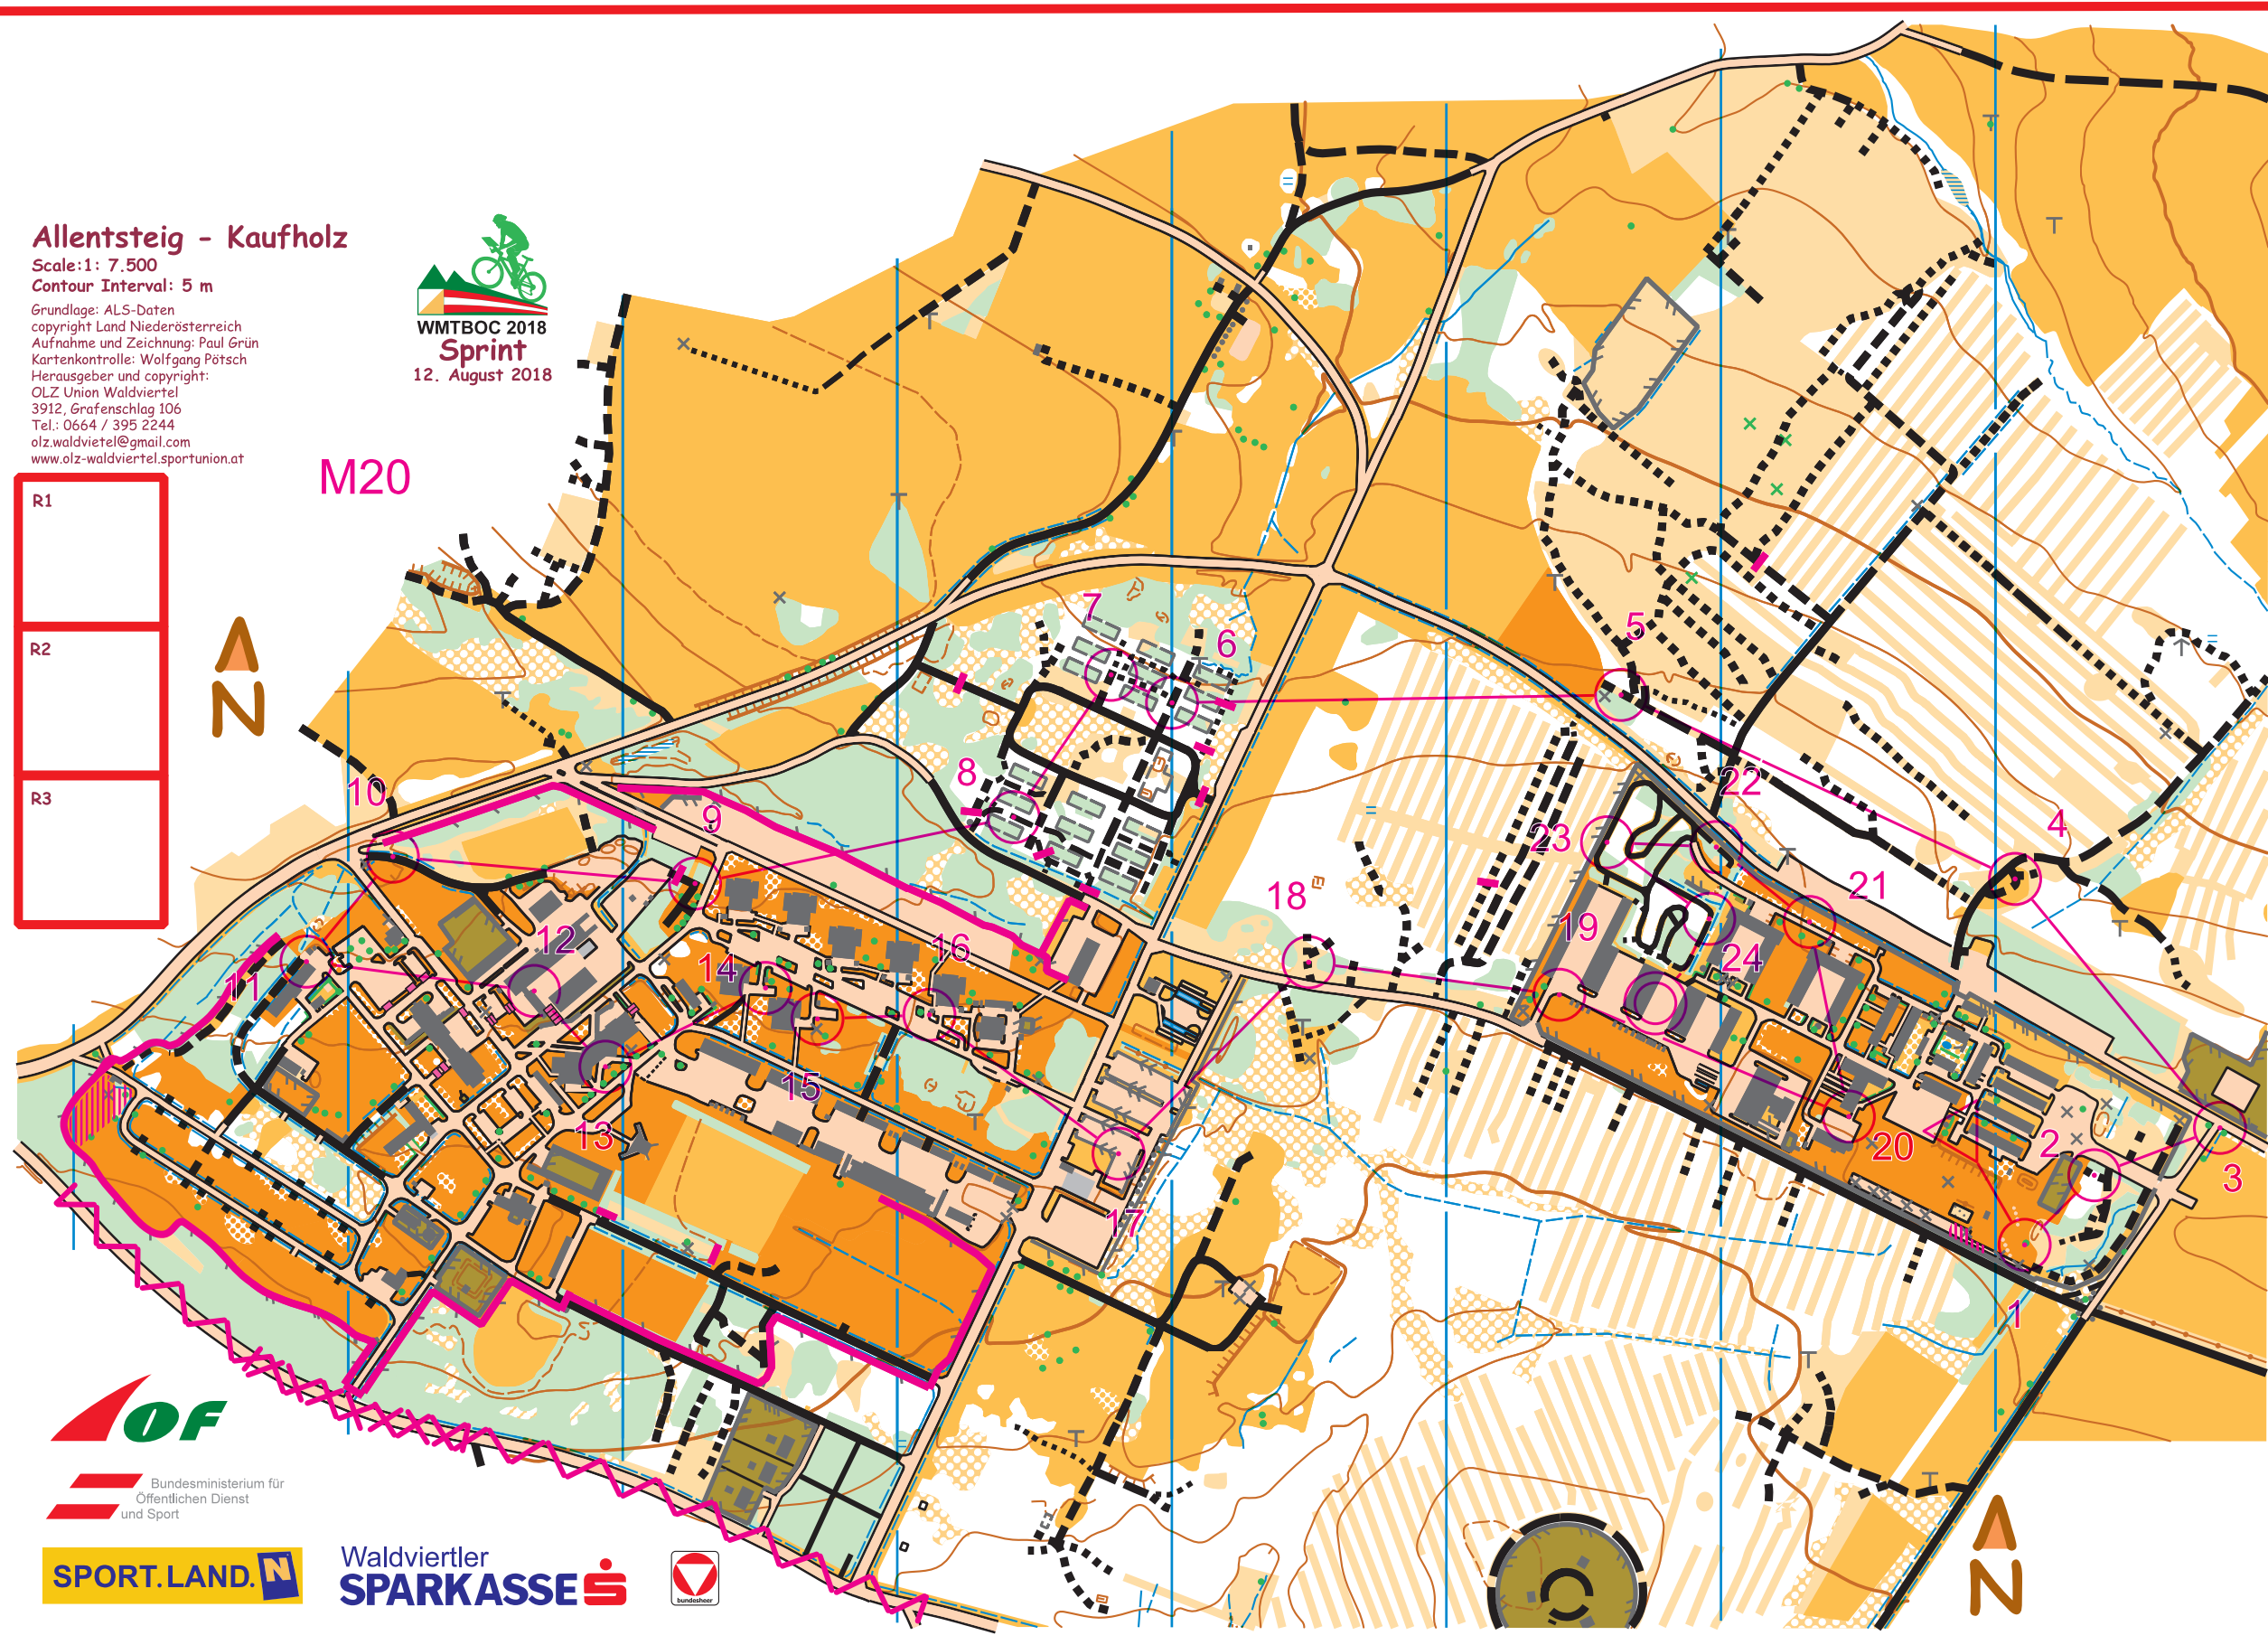 Allentsteig - Kaufholz
Scale:1: 7.500
Contour Interval: 5 m
Grundlage: ALS-Daten
copyright Land Niederösterreich
Aufnahme und Zeichnung: Paul Grün
Kartenkontrolle: Wolfgang Pötsch
Herausgeber und copyright:
OLZ Union Waldviertel
3912, Grafenschlag 106
Tel.: 0664 / 395 2244
olz.waldvietel@gmail.com
www.olz-waldviertel.sportunion.at
WMTBOC 2018
Sprint
12. August 2018
M20
R1
R2
R3
N
7
6
5
8
10
9
22
23
4
18
21
19
12
16
14
24
11
15
13
20
2
3
17
1
OF
Bundesministerium für
Öffentlichen Dienst
und Sport
SPORT.LAND.N
Waldviertler
SPARKASSE
bundesheer
N